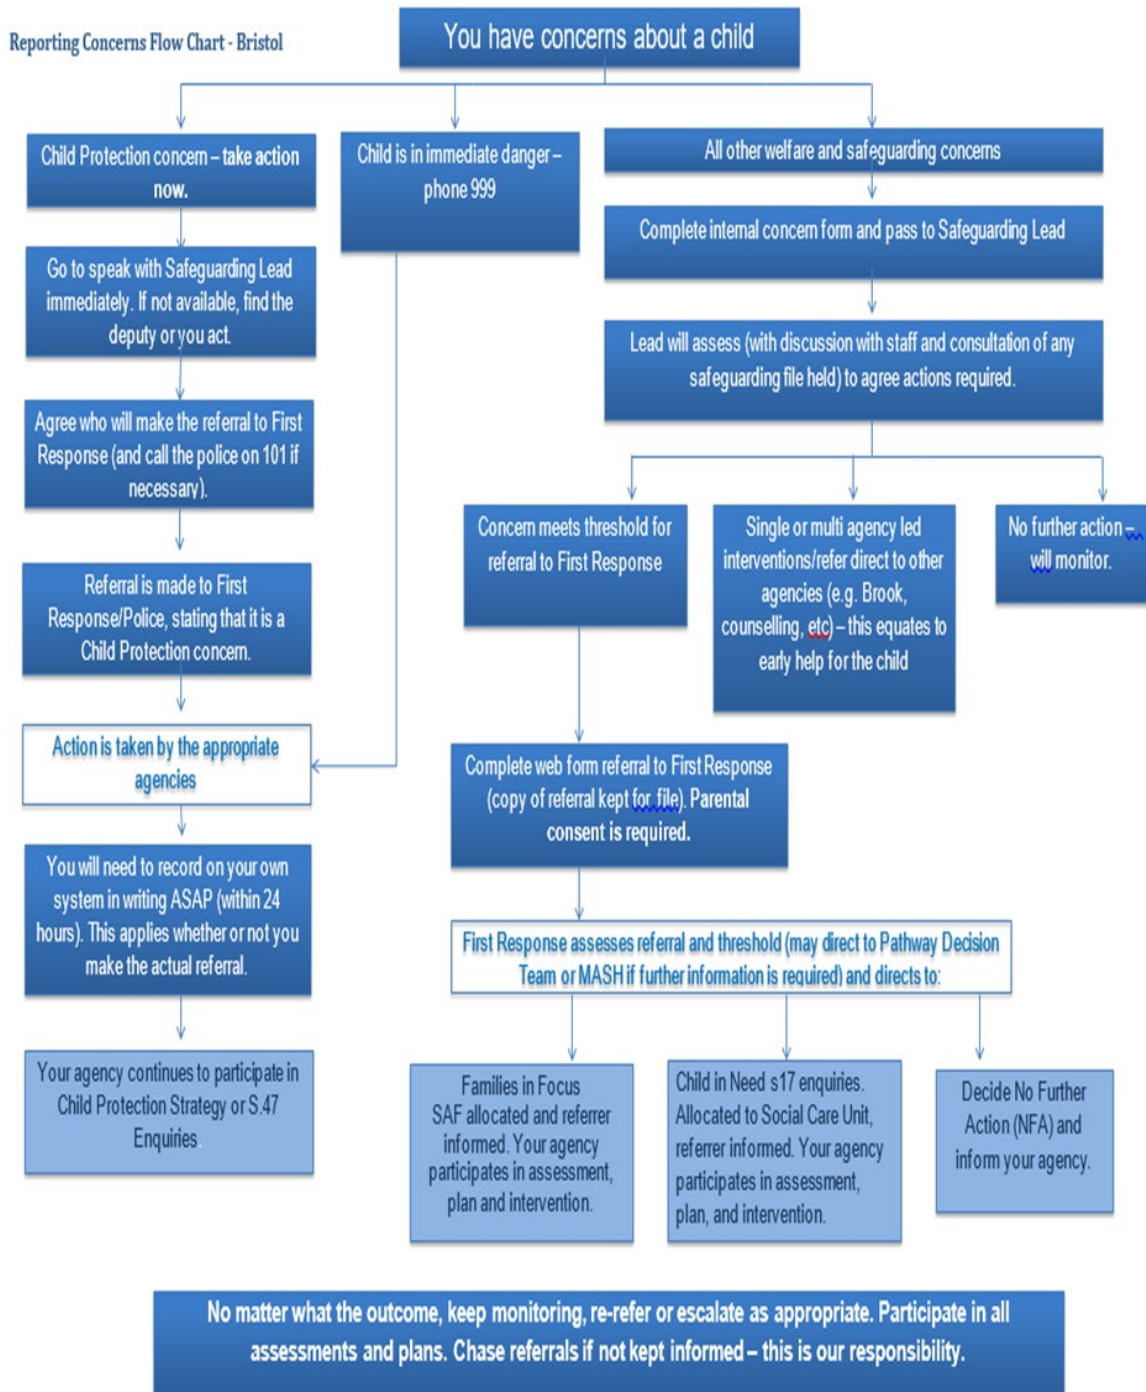 Reporting Concerns Flow Chart - Bristol
You have concerns about a child
Child Protection concern – take action
now.
Go to speak with Safeguarding Lead
immediately. If not available, find the
deputy or you act.
Agree who will make the referral to First
Response (and call the police on 101 if
necessary).
Referral is made to First
Response/Police, stating that it is a
Child Protection concern.
Action is taken by the appropriate
agencies
You will need to record on your own
system in writing ASAP (within 24
hours). This applies whether or not you
make the actual referral.
Your agency continues to participate in
Child Protection Strategy or S.47
Enquiries.
Child is in immediate danger –
phone 999
All other welfare and safeguarding concerns
Complete internal concern form and pass to Safeguarding Lead
Lead will assess (with discussion with staff and consultation of any
safeguarding file held) to agree actions required.
Concern meets threshold for
referral to First Response
Single or multi agency led
interventions/refer direct to other
agencies (e.g. Brook,
counselling, etc) – this equates to
early help for the child
No further action –
will monitor.
Complete web form referral to First Response
(copy of referral kept for file). Parental
consent is required.
First Response assesses referral and threshold (may direct to Pathway Decision
Team or MASH if further information is required) and directs to:
Families in Focus
SAF allocated and referrer
informed. Your agency
participates in assessment,
plan and intervention.
Child in Need s17 enquiries.
Allocated to Social Care Unit,
referrer informed. Your agency
participates in assessment,
plan, and intervention.
Decide No Further
Action (NFA) and
inform your agency.
No matter what the outcome, keep monitoring, re-refer or escalate as appropriate. Participate in all
assessments and plans. Chase referrals if not kept informed – this is our responsibility.